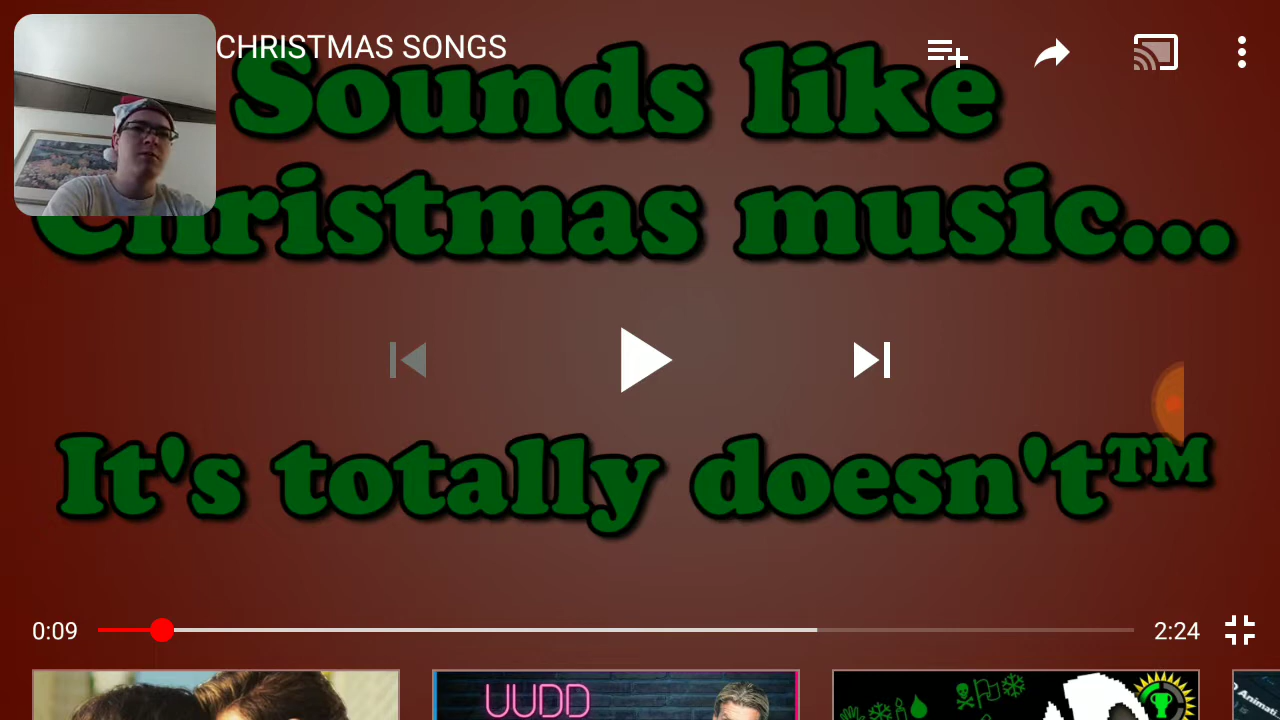 CHRISTMAS SONGS
Sounds like
Christmas music...
It's totally doesn't™
0:09
2:24
UUDD